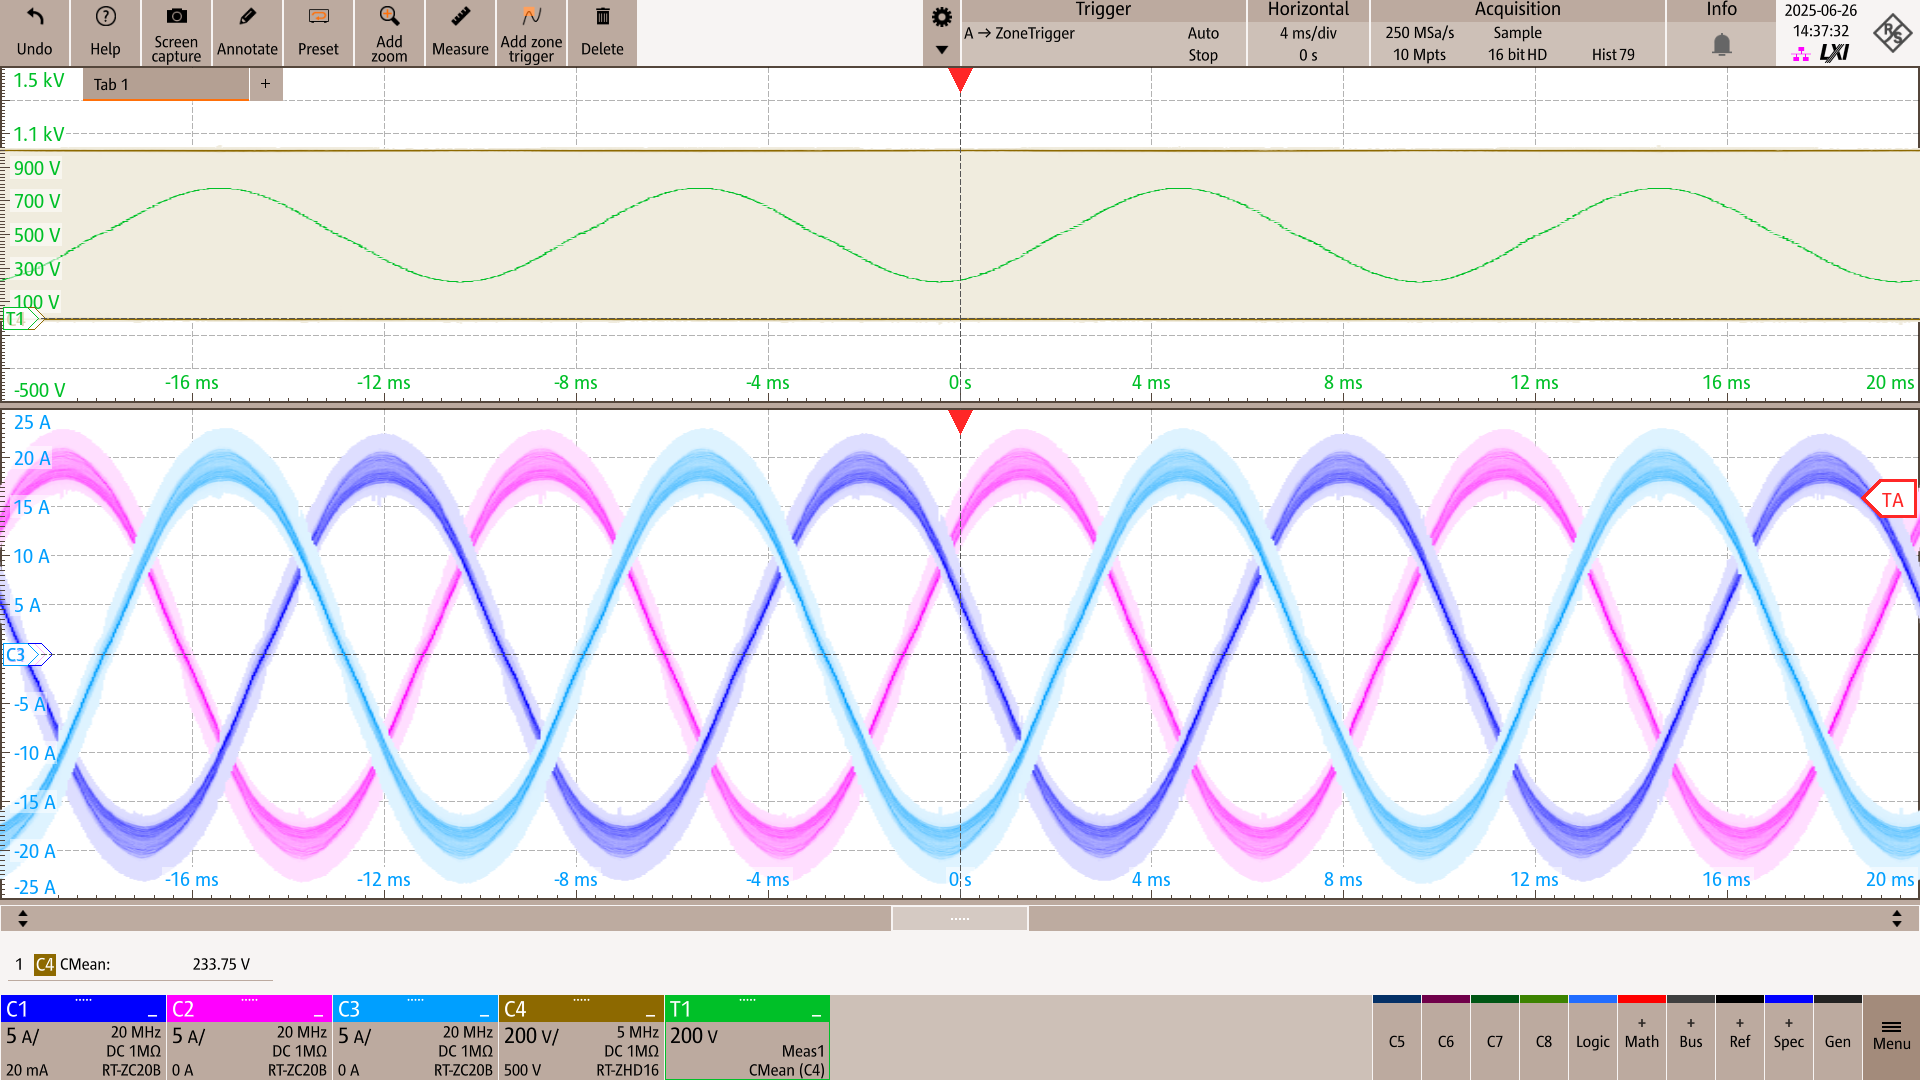 Undo
Help
Screen capture
Annotate
Preset
Add zoom
Measure
Add zone trigger
Delete
Trigger
A → ZoneTrigger Auto
Stop
Horizontal
4 ms/div
0 s
Acquisition
250 MSa/s Sample
10 Mpts 16 bit HD Hist 79
Info
2025-06-26
14:37:32
LXI
R&S
Tab 1 +
1.5 kV
1.1 kV
900 V
700 V
500 V
300 V
100 V
T1
-500 V
-16 ms -12 ms -8 ms -4 ms 0 s 4 ms 8 ms 12 ms 16 ms 20 ms
25 A
20 A
15 A
TA
10 A
5 A
C3
-5 A
-10 A
-15 A
-20 A
-25 A
-16 ms -12 ms -8 ms -4 ms 0 s 4 ms 8 ms 12 ms 16 ms 20 ms
1 C4 CMean: 233.75 V
C1
5 A/ 20 MHz
DC 1MΩ
20 mA RT-ZC20B
C2
5 A/ 20 MHz
DC 1MΩ
0 A RT-ZC20B
C3
5 A/ 20 MHz
DC 1MΩ
0 A RT-ZC20B
C4
200 V/ 5 MHz
DC 1MΩ
500 V RT-ZHD16
T1
200 V
Meas1
CMean (C4)
C5
C6
C7
C8
Logic
+ Math
+ Bus
+ Ref
+ Spec
Gen
Menu